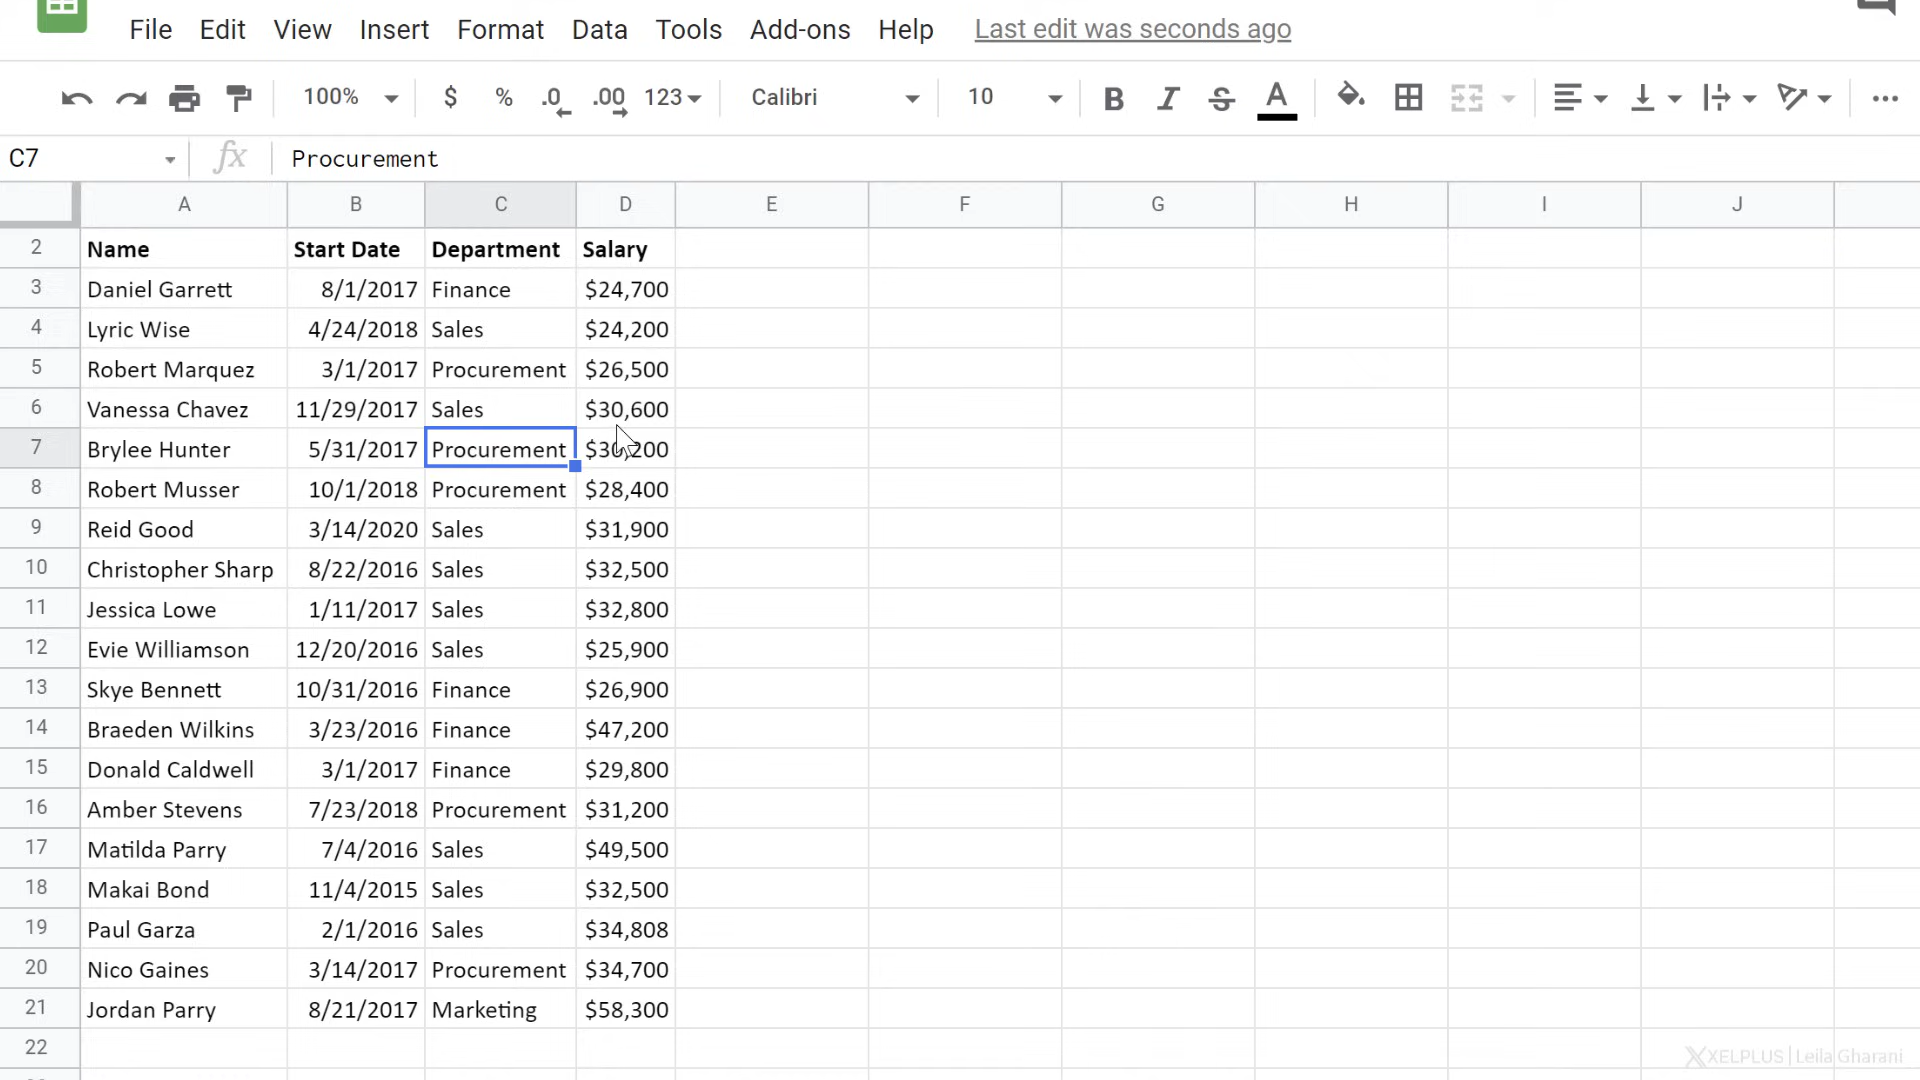 File Edit View Insert Format Data Tools Add-ons Help Last edit was seconds ago
100% $ % .0 .00 123 Calibri 10 B I S A
C7 fx Procurement
A B C D E F G H I J
2 Name Start Date Department Salary
3 Daniel Garrett 8/1/2017 Finance $24,700
4 Lyric Wise 4/24/2018 Sales $24,200
5 Robert Marquez 3/1/2017 Procurement $26,500
6 Vanessa Chavez 11/29/2017 Sales $30,600
7 Brylee Hunter 5/31/2017 Procurement $30,200
8 Robert Musser 10/1/2018 Procurement $28,400
9 Reid Good 3/14/2020 Sales $31,900
10 Christopher Sharp 8/22/2016 Sales $32,500
11 Jessica Lowe 1/11/2017 Sales $32,800
12 Evie Williamson 12/20/2016 Sales $25,900
13 Skye Bennett 10/31/2016 Finance $26,900
14 Braeden Wilkins 3/23/2016 Finance $47,200
15 Donald Caldwell 3/1/2017 Finance $29,800
16 Amber Stevens 7/23/2018 Procurement $31,200
17 Matilda Parry 7/4/2016 Sales $49,500
18 Makai Bond 11/4/2015 Sales $32,500
19 Paul Garza 2/1/2016 Sales $34,808
20 Nico Gaines 3/14/2017 Procurement $34,700
21 Jordan Parry 8/21/2017 Marketing $58,300
22
XELPLUS | Leila Gharani